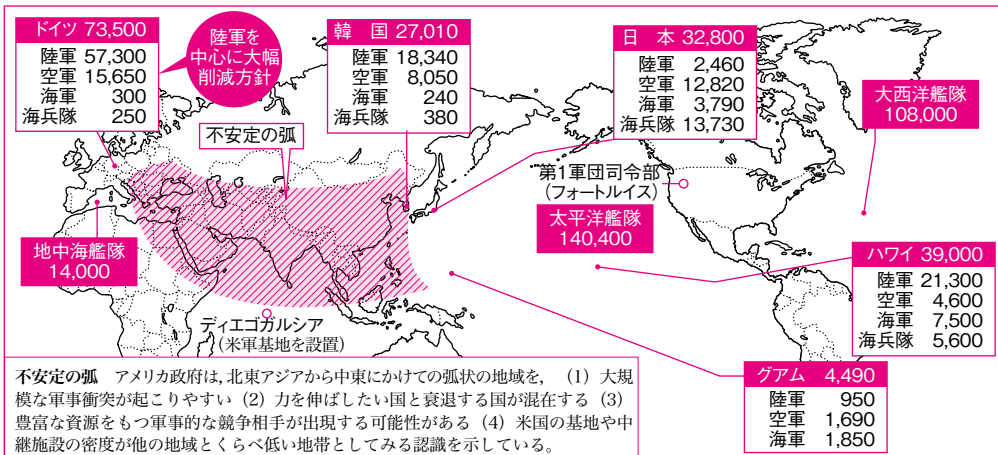 ドイツ 73,500
陸軍 57,300
空軍 15,650
海軍 300
海兵隊 250
陸軍を
中心に大幅
削減方針
韓 国 27,010
陸軍 18,340
空軍 8,050
海軍 240
海兵隊 380
日 本 32,800
陸軍 2,460
空軍 12,820
海軍 3,790
海兵隊 13,730
大西洋艦隊
108,000
不安定の弧
第1軍団司令部
(フォートルイス)
太平洋艦隊
140,400
地中海艦隊
14,000
ハワイ 39,000
陸軍 21,300
空軍 4,600
海軍 7,500
海兵隊 5,600
ディエゴガルシア
(米軍基地を設置)
グアム 4,490
陸軍 950
空軍 1,690
海軍 1,850
不安定の弧 アメリカ政府は,北東アジアから中東にかけての弧状の地域を, (1) 大規
模な軍事衝突が起こりやすい (2) 力を伸ばしたい国と衰退する国が混在する (3)
豊富な資源をもつ軍事的な競争相手が出現する可能性がある (4) 米国の基地や中
継施設の密度が他の地域とくらべ低い地帯としてみる認識を示している。